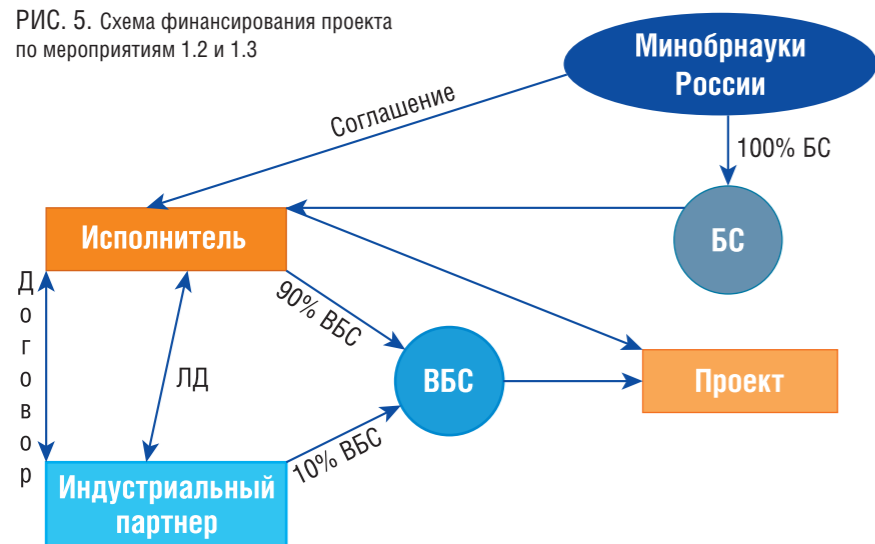 РИС. 5. Схема финансирования проекта
по мероприятиям 1.2 и 1.3
Минобрнауки
России
Соглашение
100% БС
Исполнитель
БС
Договор
90% ВБС
ЛД
ВБС
Проект
10% ВБС
Индустриальный
партнер